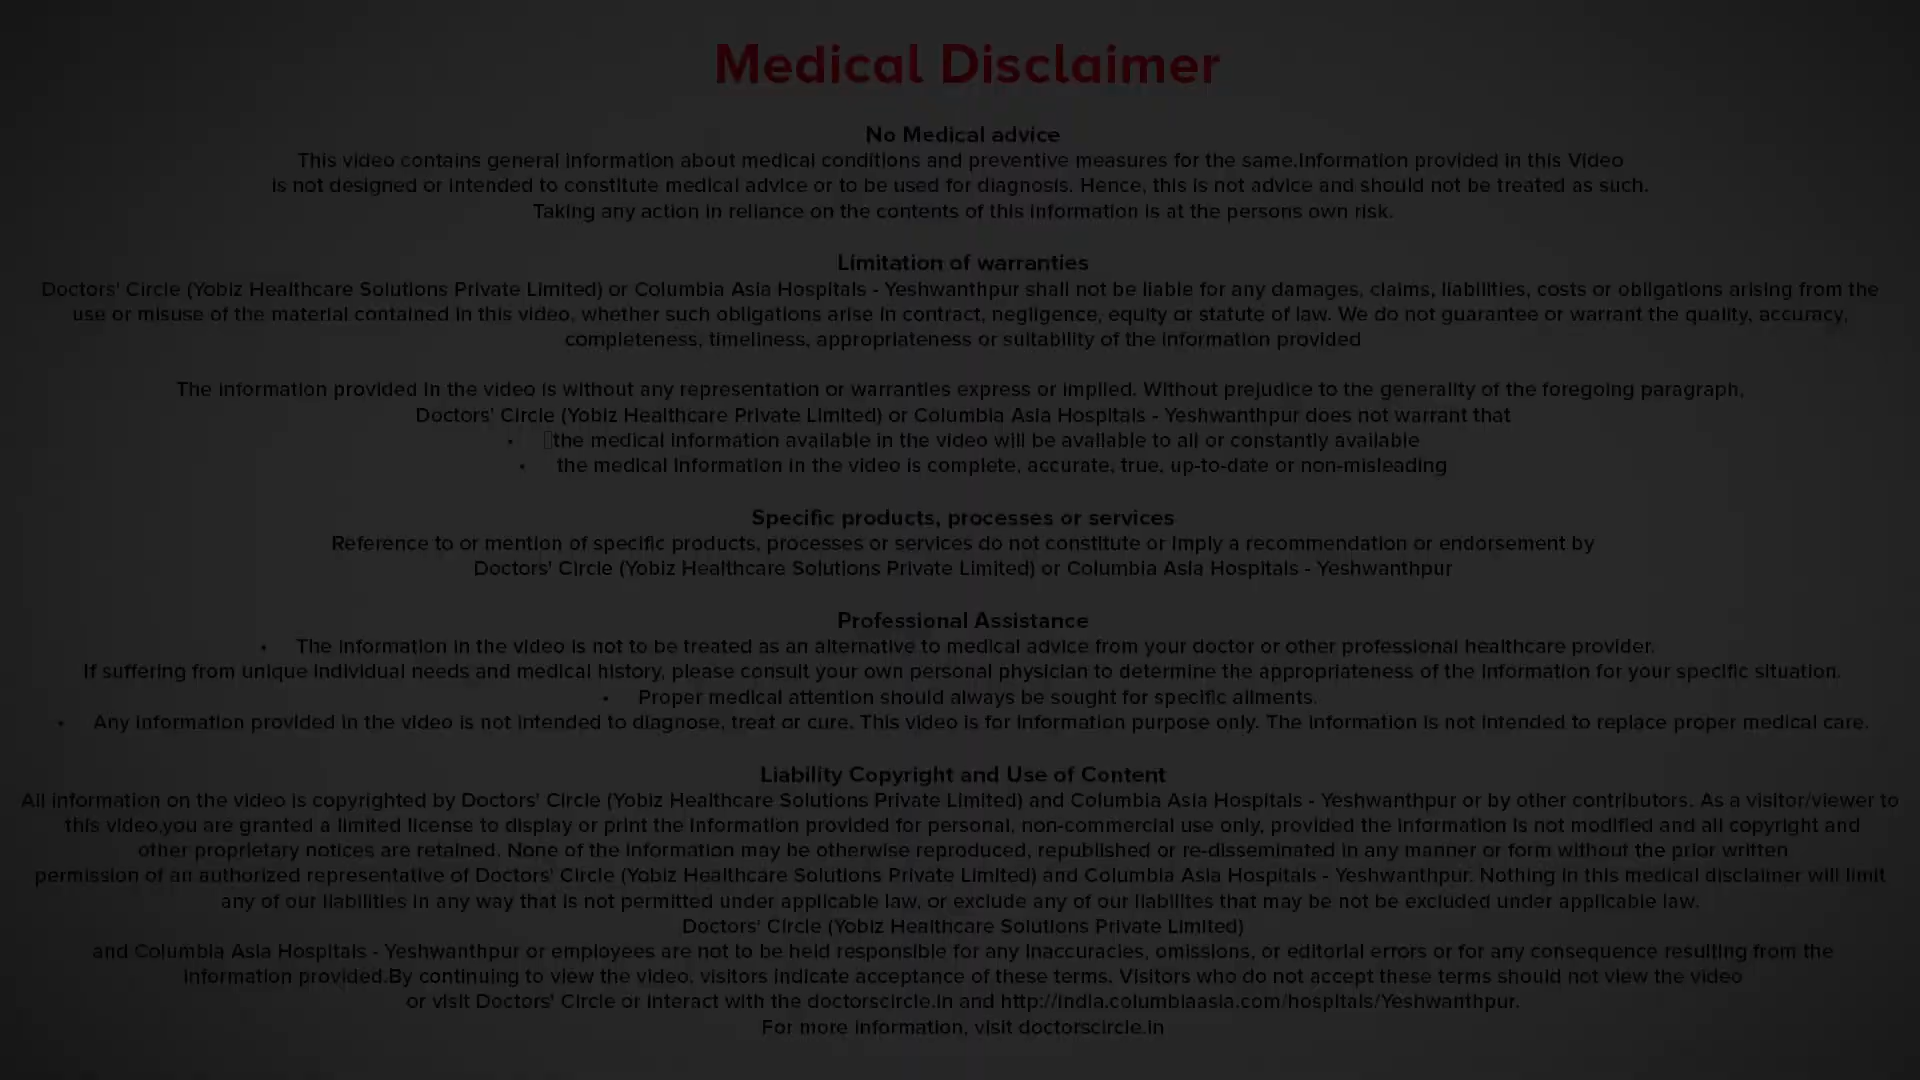 Medical Disclaimer
No Medical advice
This video contains general information about medical conditions and preventive measures for the same.Information provided in this Video
is not designed or intended to constitute medical advice or to be used for diagnosis. Hence, this is not advice and should not be treated as such.
Taking any action in reliance on the contents of this information is at the persons own risk.
Limitation of warranties
Doctors' Circle (Yobiz Healthcare Solutions Private Limited) or Columbia Asia Hospitals - Yeshwanthpur shall not be liable for any damages, claims, liabilities, costs or obligations arising from the
use or misuse of the material contained in this video, whether such obligations arise in contract, negligence, equity or statute of law. We do not guarantee or warrant the quality, accuracy,
completeness, timeliness, appropriateness or suitability of the information provided
The information provided in the video is without any representation or warranties express or implied. Without prejudice to the generality of the foregoing paragraph,
Doctors' Circle (Yobiz Healthcare Private Limited) or Columbia Asia Hospitals - Yeshwanthpur does not warrant that
• the medical information available in the video will be available to all or constantly available
• the medical information in the video is complete, accurate, true, up-to-date or non-misleading
Specific products, processes or services
Reference to or mention of specific products, processes or services do not constitute or imply a recommendation or endorsement by
Doctors' Circle (Yobiz Healthcare Solutions Private Limited) or Columbia Asia Hospitals - Yeshwanthpur
Professional Assistance
• The information in the video is not to be treated as an alternative to medical advice from your doctor or other professional healthcare provider.
If suffering from unique individual needs and medical history, please consult your own personal physician to determine the appropriateness of the information for your specific situation.
• Proper medical attention should always be sought for specific ailments.
• Any information provided in the video is not intended to diagnose, treat or cure. This video is for information purpose only. The information is not intended to replace proper medical care.
Liability Copyright and Use of Content
All information on the video is copyrighted by Doctors' Circle (Yobiz Healthcare Solutions Private Limited) and Columbia Asia Hospitals - Yeshwanthpur or by other contributors. As a visitor/viewer to
this video,you are granted a limited license to display or print the information provided for personal, non-commercial use only, provided the information is not modified and all copyright and
other proprietary notices are retained. None of the information may be otherwise reproduced, republished or re-disseminated in any manner or form without the prior written
permission of an authorized representative of Doctors' Circle (Yobiz Healthcare Solutions Private Limited) and Columbia Asia Hospitals - Yeshwanthpur. Nothing in this medical disclaimer will limit
any of our liabilities in any way that is not permitted under applicable law, or exclude any of our liabilites that may be not be excluded under applicable law.
Doctors' Circle (Yobiz Healthcare Solutions Private Limited)
and Columbia Asia Hospitals - Yeshwanthpur or employees are not to be held responsible for any inaccuracies, omissions, or editorial errors or for any consequence resulting from the
information provided.By continuing to view the video, visitors indicate acceptance of these terms. Visitors who do not accept these terms should not view the video
or visit Doctors' Circle or interact with the doctorscircle.in and http://india.columbiaasia.com/hospitals/Yeshwanthpur.
For more information, visit doctorscircle.in